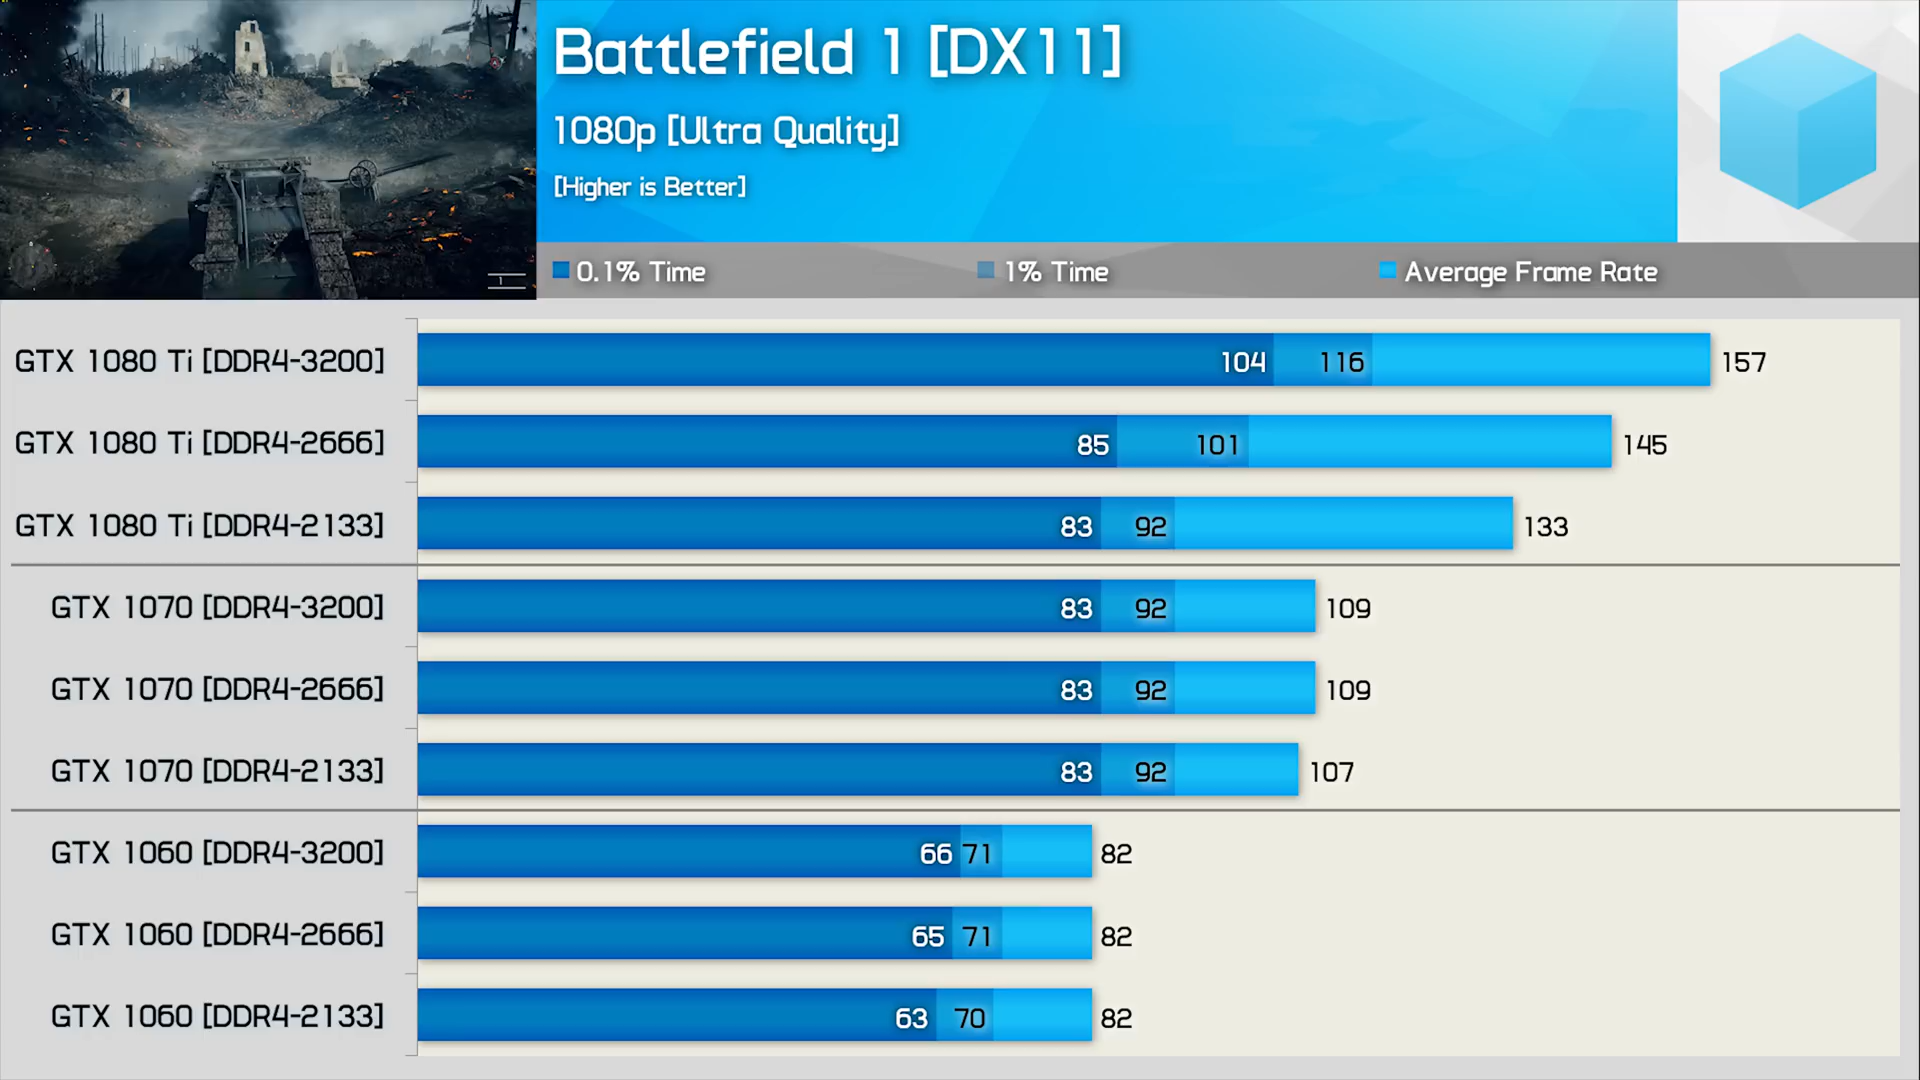 Battlefield 1 [DX11]
1080p [Ultra Quality]
[Higher is Better]
0.1% Time 1% Time Average Frame Rate
GTX 1080 Ti [DDR4-3200] 104 116 157
GTX 1080 Ti [DDR4-2666] 85 101 145
GTX 1080 Ti [DDR4-2133] 83 92 133
GTX 1070 [DDR4-3200] 83 92 109
GTX 1070 [DDR4-2666] 83 92 109
GTX 1070 [DDR4-2133] 83 92 107
GTX 1060 [DDR4-3200] 66 71 82
GTX 1060 [DDR4-2666] 65 71 82
GTX 1060 [DDR4-2133] 63 70 82